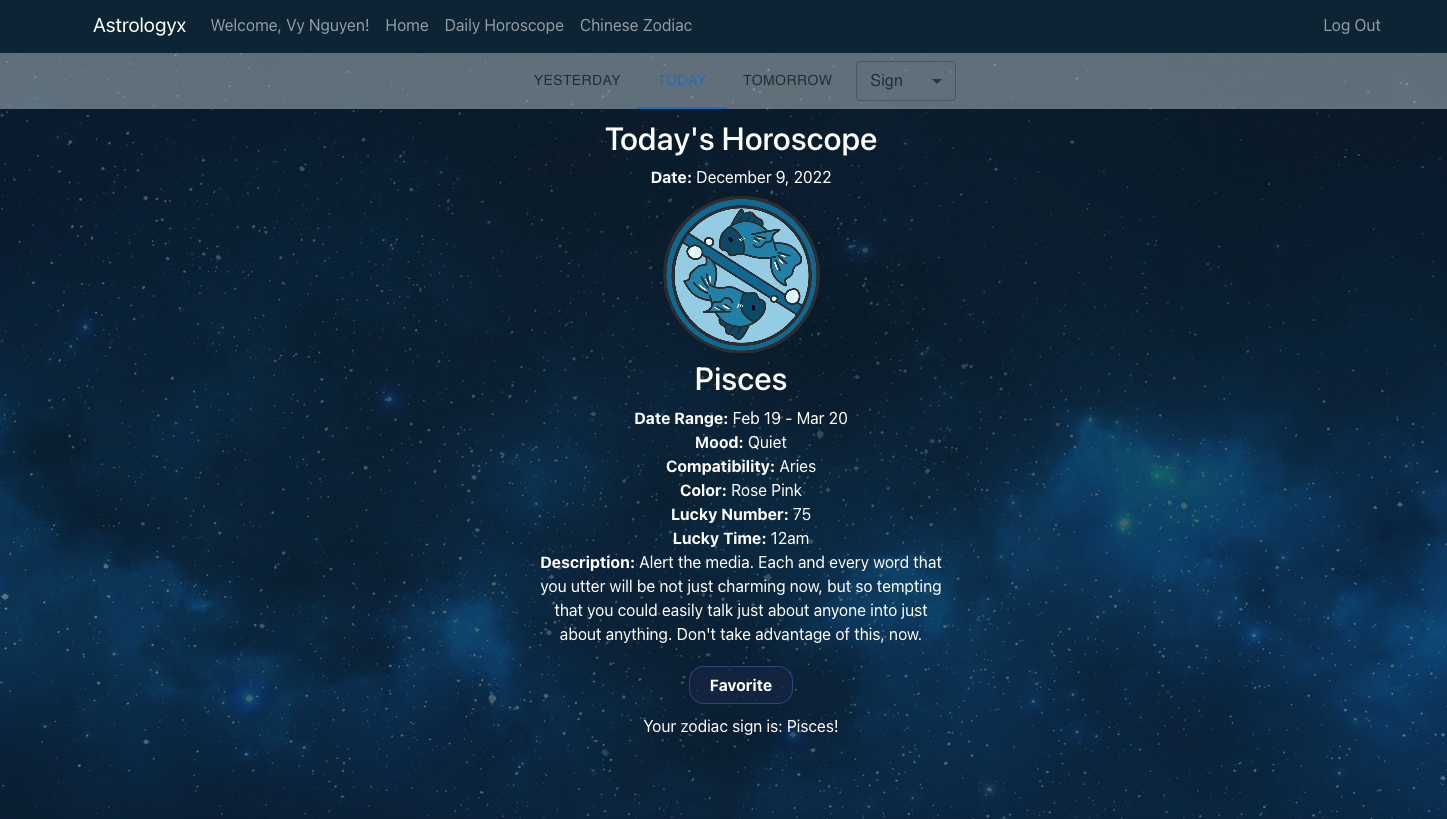 Astrologyx Welcome, Vy Nguyen! Home Daily Horoscope Chinese Zodiac Log Out
YESTERDAY TODAY TOMORROW Sign
Today's Horoscope
Date: December 9, 2022
Pisces
Date Range: Feb 19 - Mar 20
Mood: Quiet
Compatibility: Aries
Color: Rose Pink
Lucky Number: 75
Lucky Time: 12am
Description: Alert the media. Each and every word that
you utter will be not just charming now, but so tempting
that you could easily talk just about anyone into just
about anything. Don't take advantage of this, now.
Favorite
Your zodiac sign is: Pisces!